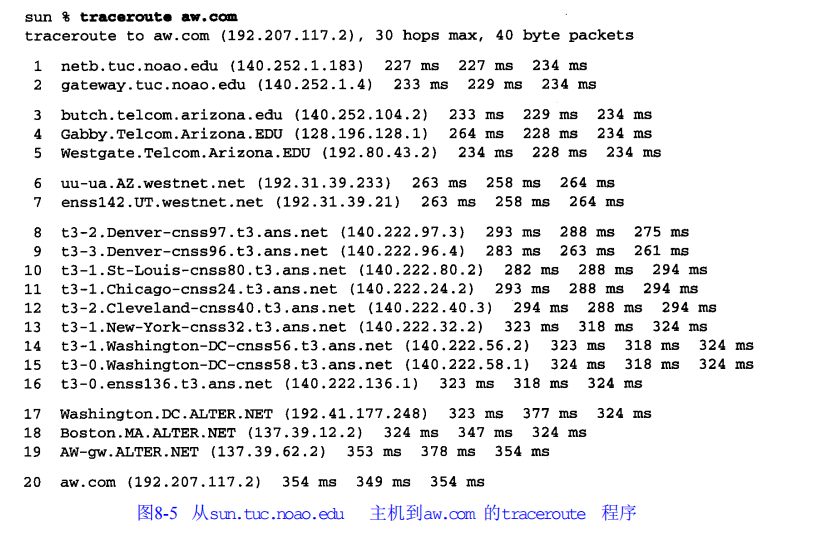 sun % traceroute aw.com
traceroute to aw.com (192.207.117.2), 30 hops max, 40 byte packets
1 netb.tuc.noao.edu (140.252.1.183) 227 ms 227 ms 234 ms
2 gateway.tuc.noao.edu (140.252.1.4) 233 ms 229 ms 234 ms
3 butch.telcom.arizona.edu (140.252.104.2) 233 ms 229 ms 234 ms
4 Gabby.Telcom.Arizona.EDU (128.196.128.1) 264 ms 228 ms 234 ms
5 Westgate.Telcom.Arizona.EDU (192.80.43.2) 234 ms 228 ms 234 ms
6 uu-ua.AZ.westnet.net (192.31.39.233) 263 ms 258 ms 264 ms
7 enss142.UT.westnet.net (192.31.39.21) 263 ms 258 ms 264 ms
8 t3-2.Denver-cnss97.t3.ans.net (140.222.97.3) 293 ms 288 ms 275 ms
9 t3-3.Denver-cnss96.t3.ans.net (140.222.96.4) 283 ms 263 ms 261 ms
10 t3-1.St-Louis-cnss80.t3.ans.net (140.222.80.2) 282 ms 288 ms 294 ms
11 t3-1.Chicago-cnss24.t3.ans.net (140.222.24.2) 293 ms 288 ms 294 ms
12 t3-2.Cleveland-cnss40.t3.ans.net (140.222.40.3) 294 ms 288 ms 294 ms
13 t3-1.New-York-cnss32.t3.ans.net (140.222.32.2) 323 ms 318 ms 324 ms
14 t3-1.Washington-DC-cnss56.t3.ans.net (140.222.56.2) 323 ms 318 ms 324 ms
15 t3-0.Washington-DC-cnss58.t3.ans.net (140.222.58.1) 324 ms 318 ms 324 ms
16 t3-0.enss136.t3.ans.net (140.222.136.1) 323 ms 318 ms 324 ms
17 Washington.DC.ALTER.NET (192.41.177.248) 323 ms 377 ms 324 ms
18 Boston.MA.ALTER.NET (137.39.12.2) 324 ms 347 ms 324 ms
19 AW-gw.ALTER.NET (137.39.62.2) 353 ms 378 ms 354 ms
20 aw.com (192.207.117.2) 354 ms 349 ms 354 ms
图8-5 从sun.tuc.noao.edu 主机到aw.com 的traceroute 程序